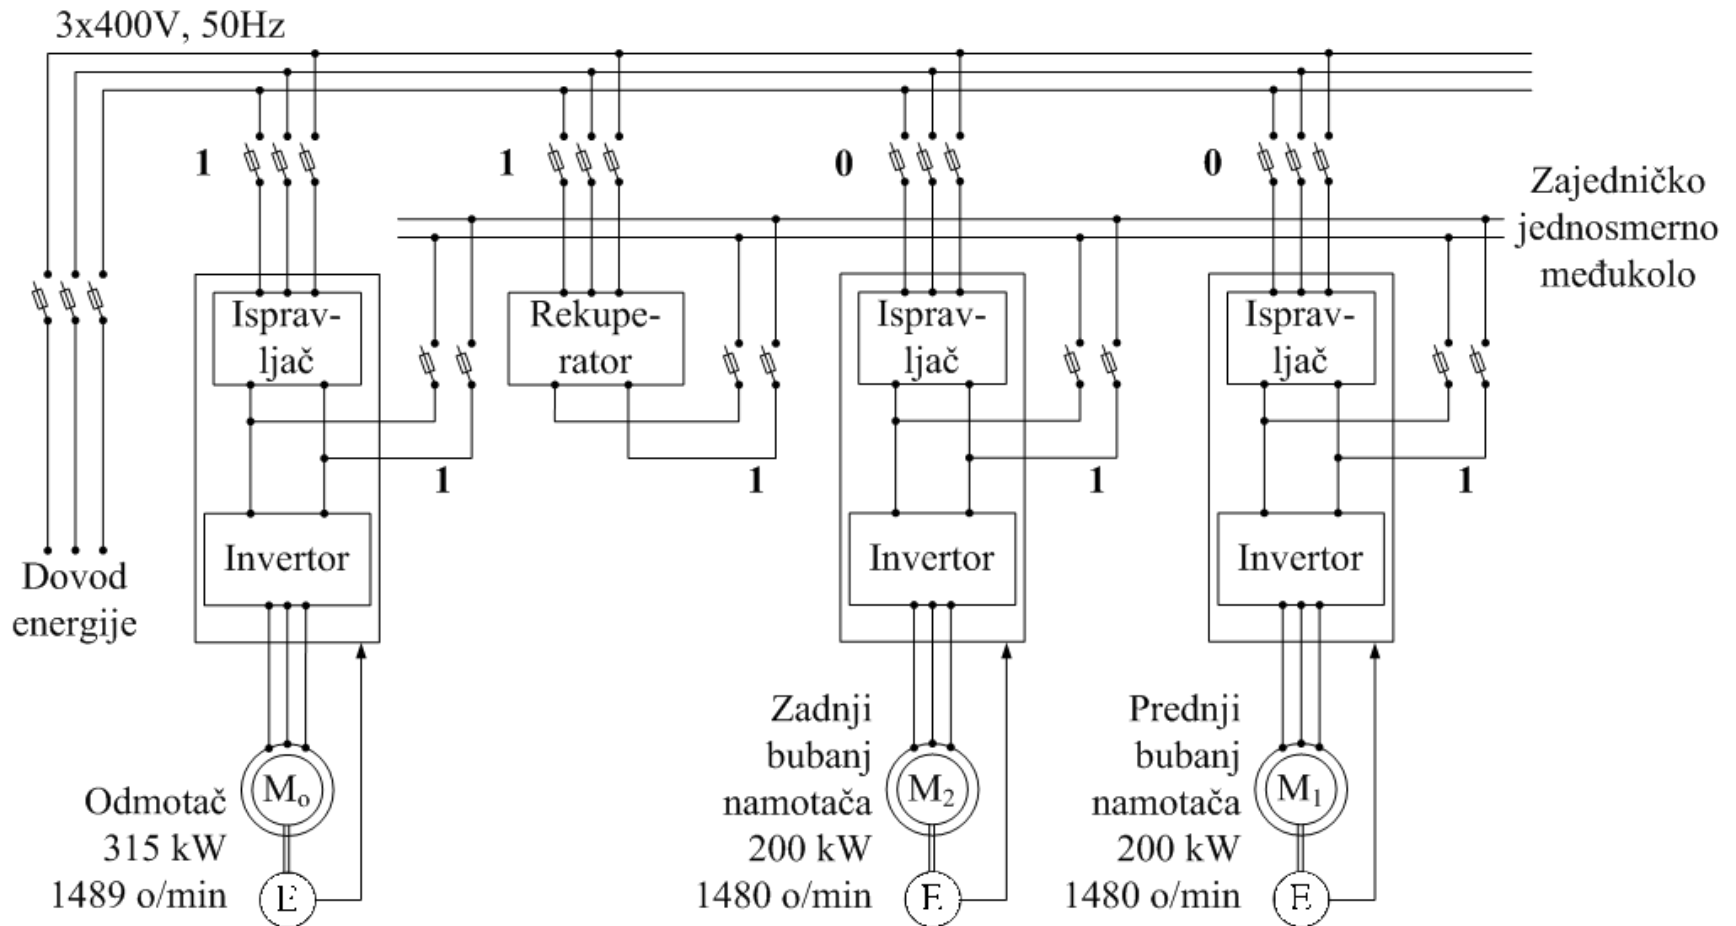 3x400V, 50Hz
1
1
0
0
Zajedničko
jednosmerno
međukolo
Isprav-
ljač
Rekupe-
rator
Isprav-
ljač
Isprav-
ljač
1
1
1
1
Invertor
Invertor
Invertor
Dovod
energije
Odmotač
315 kW
1489 o/min
Mo
E
Zadnji
bubanj
namotača
200 kW
1480 o/min
M2
E
Prednji
bubanj
namotača
200 kW
1480 o/min
M1
E